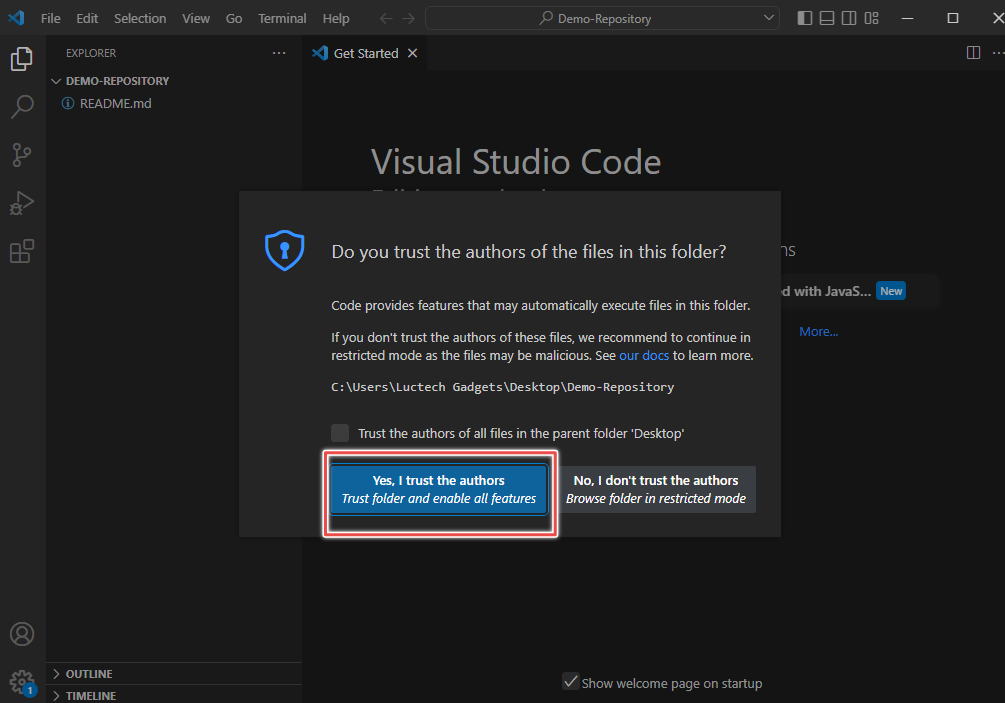 File Edit Selection View Go Terminal Help Demo-Repository
EXPLORER
Get Started
DEMO-REPOSITORY
README.md
Visual Studio Code
Do you trust the authors of the files in this folder?
Code provides features that may automatically execute files in this folder.
d with JavaS... New
If you don't trust the authors of these files, we recommend to continue in
restricted mode as the files may be malicious. See our docs to learn more.
More...
C:\Users\Luctech Gadgets\Desktop\Demo-Repository
Trust the authors of all files in the parent folder 'Desktop'
Yes, I trust the authors
Trust folder and enable all features
No, I don't trust the authors
Browse folder in restricted mode
1
OUTLINE
TIMELINE
Show welcome page on startup